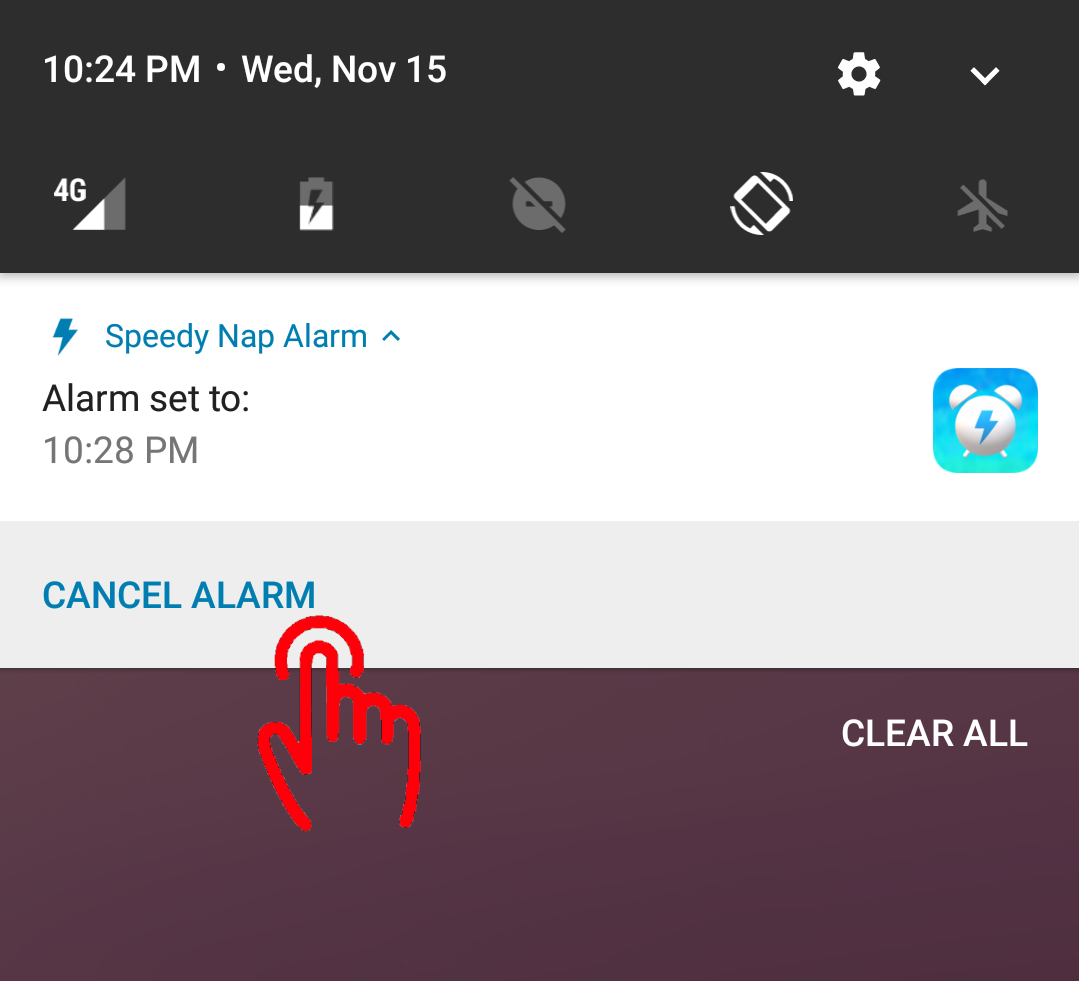 10:24 PM • Wed, Nov 15
4G
Speedy Nap Alarm
Alarm set to:
10:28 PM
CANCEL ALARM
CLEAR ALL